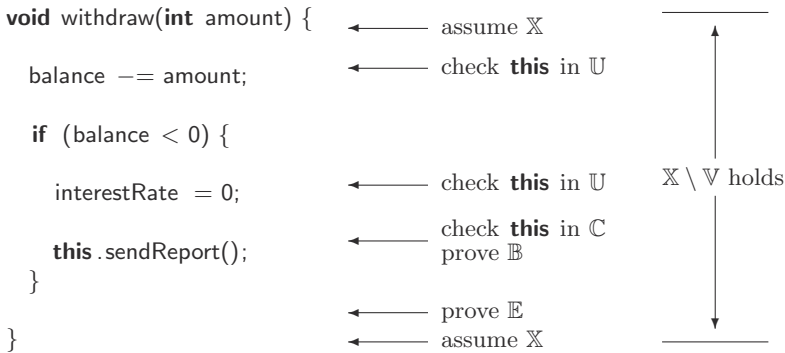 void withdraw(int amount) { assume 𝕏
balance −= amount; check this in 𝕌
if (balance < 0) {
interestRate = 0; check this in 𝕌 𝕏 \ 𝕍 holds
check this in ℂ
this.sendReport(); prove 𝔹
}
prove 𝔼
} assume 𝕏